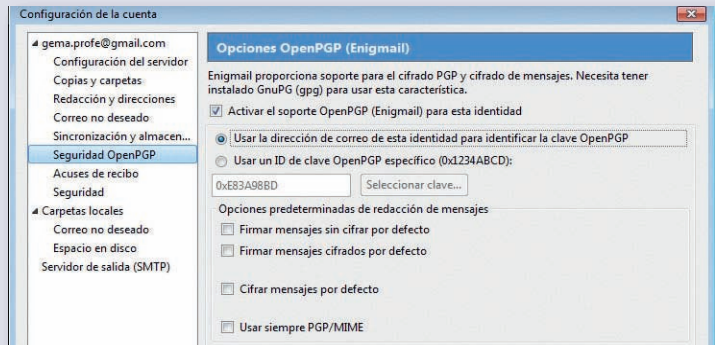 Configuración de la cuenta
gema.profe@gmail.com
Configuración del servidor
Copias y carpetas
Redacción y direcciones
Correo no deseado
Sincronización y almacen...
Seguridad OpenPGP
Acuses de recibo
Seguridad
Carpetas locales
Correo no deseado
Espacio en disco
Servidor de salida (SMTP)
Opciones OpenPGP (Enigmail)
Enigmail proporciona soporte para el cifrado PGP y cifrado de mensajes. Necesita tener
instalado GnuPG (gpg) para usar esta característica.
Activar el soporte OpenPGP (Enigmail) para esta identidad
Usar la dirección de correo de esta identidad para identificar la clave OpenPGP
Usar un ID de clave OpenPGP específico (0x1234ABCD):
0xE83A98BD
Seleccionar clave...
Opciones predeterminadas de redacción de mensajes
Firmar mensajes sin cifrar por defecto
Firmar mensajes cifrados por defecto
Cifrar mensajes por defecto
Usar siempre PGP/MIME